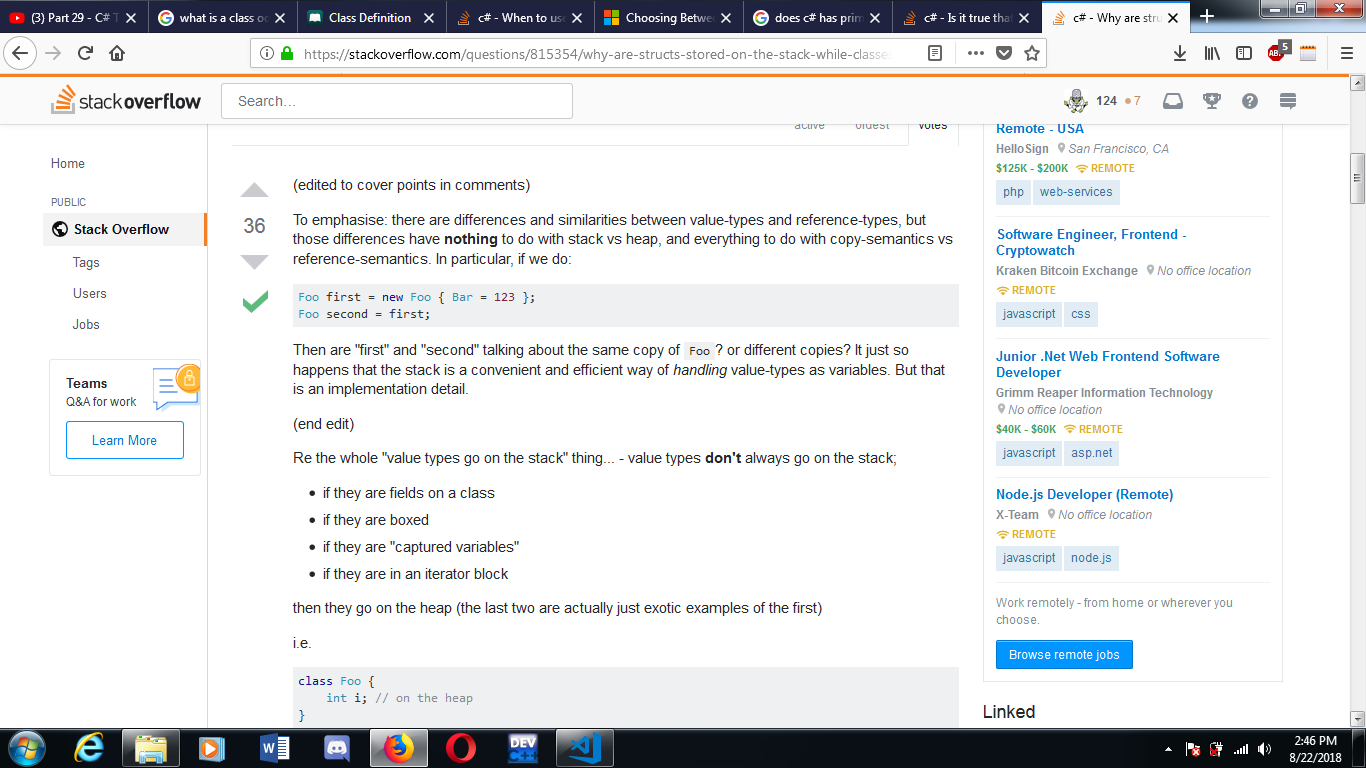 (3) Part 29 - C# T
what is a class o
Class Definition
c# - When to use
Choosing Betwe
does c# has prim
c# - Is it true tha
c# - Why are stru
https://stackoverflow.com/questions/815354/why-are-structs-stored-on-the-stack-while-classe
5
stackoverflow
Search...
124 7
active oldest votes
Home
PUBLIC
Stack Overflow
Tags
Users
Jobs
Teams
Q&A for work
Learn More
36
(edited to cover points in comments)
To emphasise: there are differences and similarities between value-types and reference-types, but
those differences have nothing to do with stack vs heap, and everything to do with copy-semantics vs
reference-semantics. In particular, if we do:
Foo first = new Foo { Bar = 123 };
Foo second = first;
Then are "first" and "second" talking about the same copy of Foo? or different copies? It just so
happens that the stack is a convenient and efficient way of handling value-types as variables. But that
is an implementation detail.
(end edit)
Re the whole "value types go on the stack" thing... - value types don't always go on the stack;
• if they are fields on a class
• if they are boxed
• if they are "captured variables"
• if they are in an iterator block
then they go on the heap (the last two are actually just exotic examples of the first)
i.e.
class Foo {
int i; // on the heap
}
Remote - USA
HelloSign San Francisco, CA
$125K - $200K REMOTE
php web-services
Software Engineer, Frontend -
Cryptowatch
Kraken Bitcoin Exchange No office location
REMOTE
javascript css
Junior .Net Web Frontend Software
Developer
Grimm Reaper Information Technology
No office location
$40K - $60K REMOTE
javascript asp.net
Node.js Developer (Remote)
X-Team No office location
REMOTE
javascript node.js
Work remotely - from home or wherever you
choose.
Browse remote jobs
Linked
DEV
C++
2:46 PM
8/22/2018